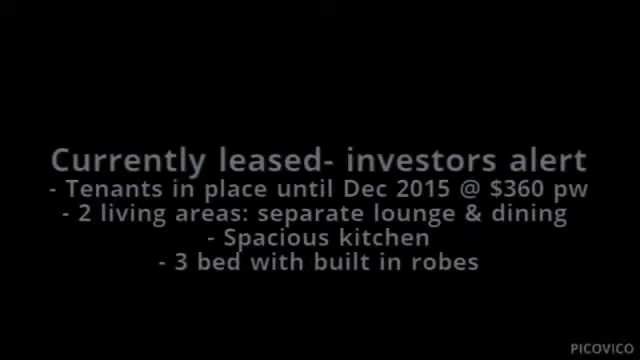 Currently leased- investors alert
- Tenants in place until Dec 2015 @ $360 pw
- 2 living areas: separate lounge & dining
- Spacious kitchen
- 3 bed with built in robes
PICOVICO